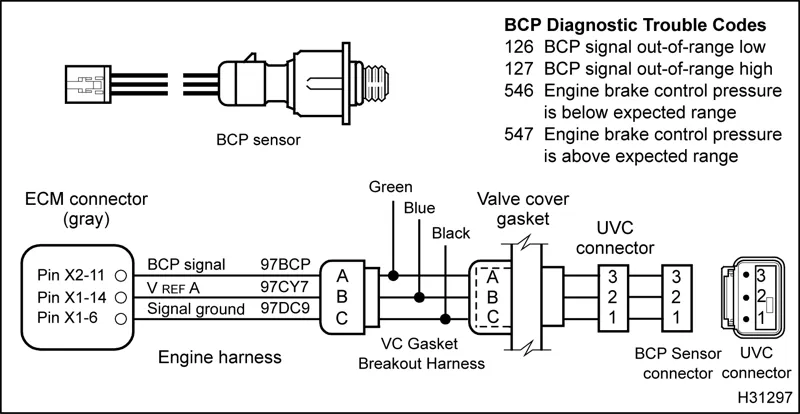 BCP Diagnostic Trouble Codes
126 BCP signal out-of-range low
127 BCP signal out-of-range high
546 Engine brake control pressure
is below expected range
547 Engine brake control pressure
is above expected range
BCP sensor
ECM connector
(gray)
Green
Blue
Black
Valve cover
gasket
UVC
connector
Pin X2-11
Pin X1-14
Pin X1-6
BCP signal 97BCP
V REF A 97CY7
Signal ground 97DC9
A
B
C
A
B
C
3
2
1
3
2
1
3
2
1
Engine harness
VC Gasket
Breakout Harness
BCP Sensor
connector
UVC
connector
H31297